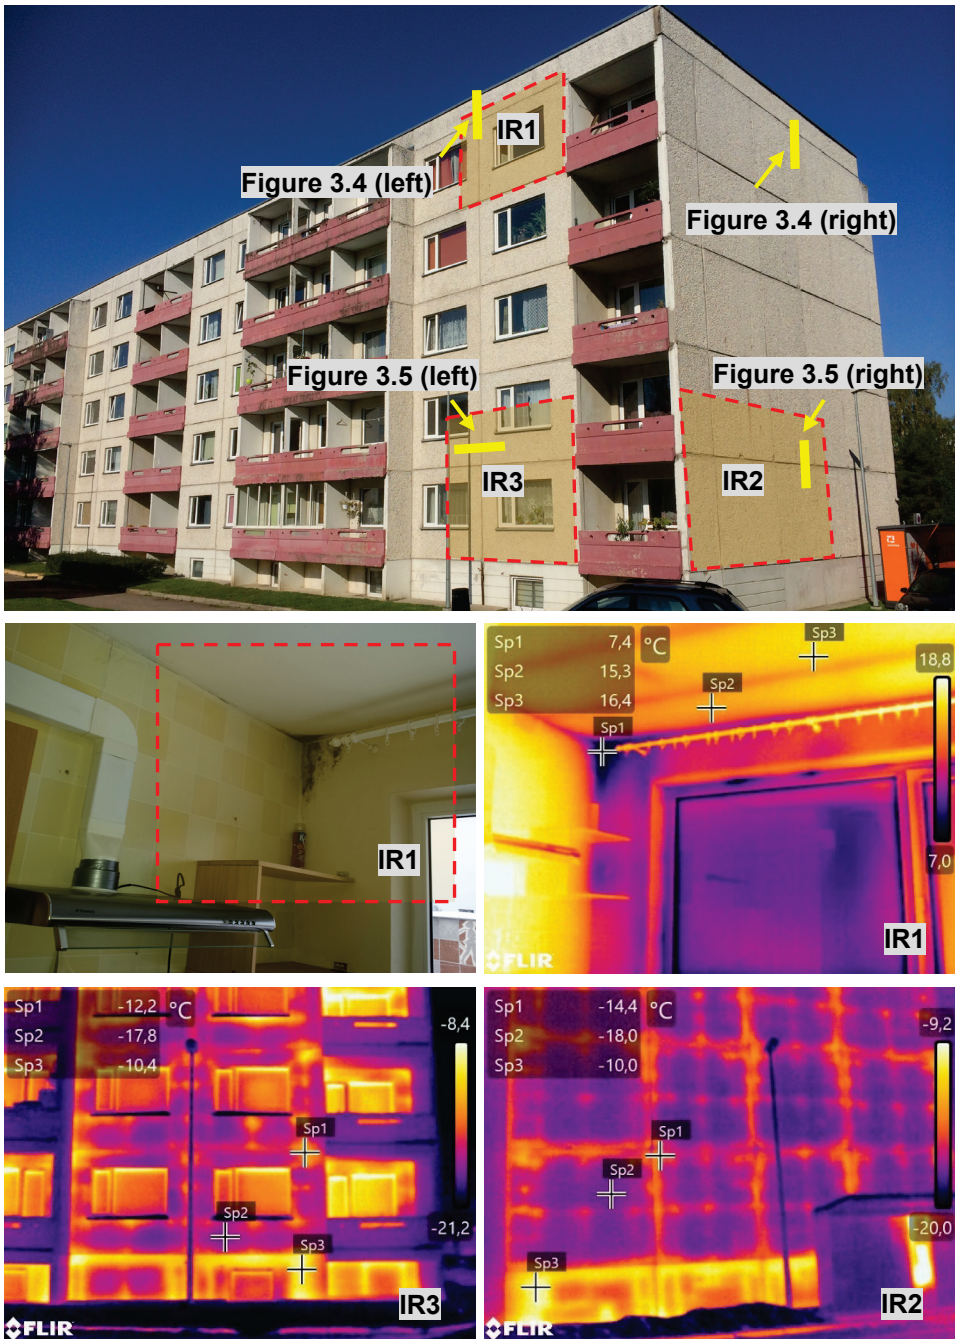 IR1
Figure 3.4 (left)
Figure 3.4 (right)
Figure 3.5 (left)
Figure 3.5 (right)
IR3
IR2
IR1
Sp1 7,4 °C
Sp2 15,3
Sp3 16,4
Sp3
Sp2
Sp1
18,8
7,0
IR1
FLIR
Sp1 -12,2 °C
Sp2 -17,8
Sp3 -10,4
-8,4
Sp1
Sp2
Sp3
-21,2
IR3
FLIR
Sp1 -14,4 °C
Sp2 -18,0
Sp3 -10,0
-9,2
Sp1
Sp2
Sp3
-20,0
IR2
FLIR